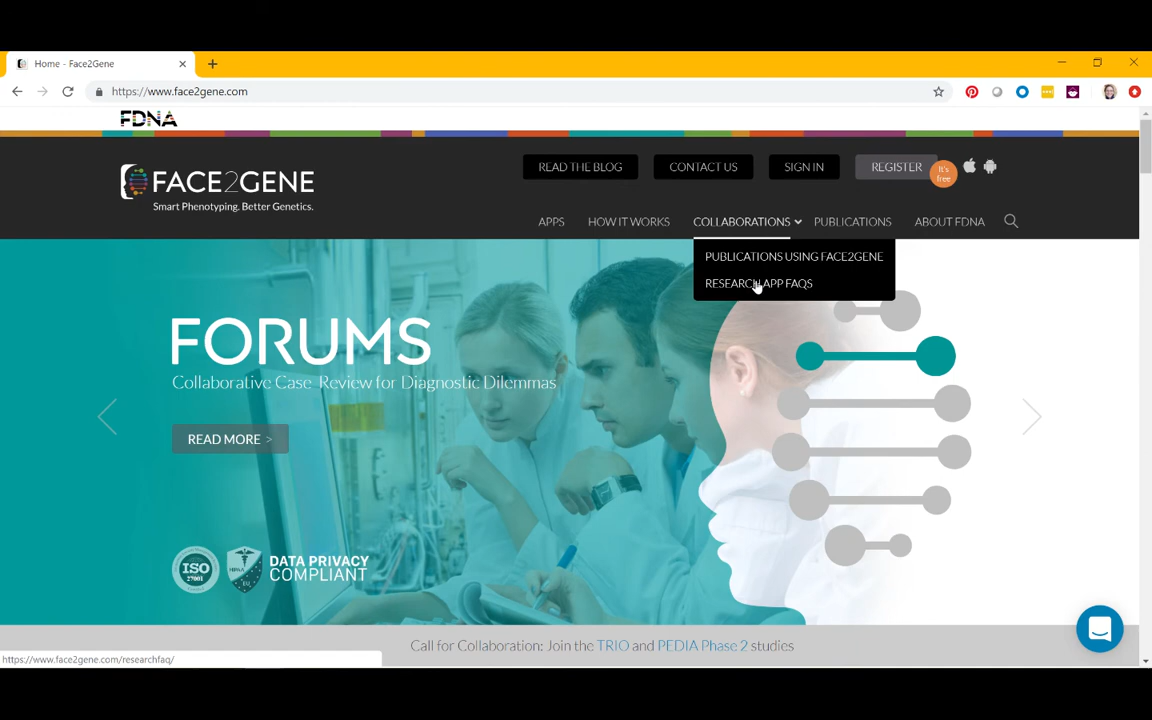 Home - Face2Gene
https://www.face2gene.com
FDNA
READ THE BLOG
CONTACT US
SIGN IN
REGISTER
It's
free
FACE2GENE
Smart Phenotyping. Better Genetics.
APPS
HOW IT WORKS
COLLABORATIONS
PUBLICATIONS
ABOUT FDNA
PUBLICATIONS USING FACE2GENE
RESEARCH APP FAQS
FORUMS
Collaborative Case Review for Diagnostic Dilemmas
READ MORE >
ISO
27001
HIPAA
DATA PRIVACY
COMPLIANT
Call for Collaboration: Join the TRIO and PEDIA Phase 2 studies
https://www.face2gene.com/researchfaq/